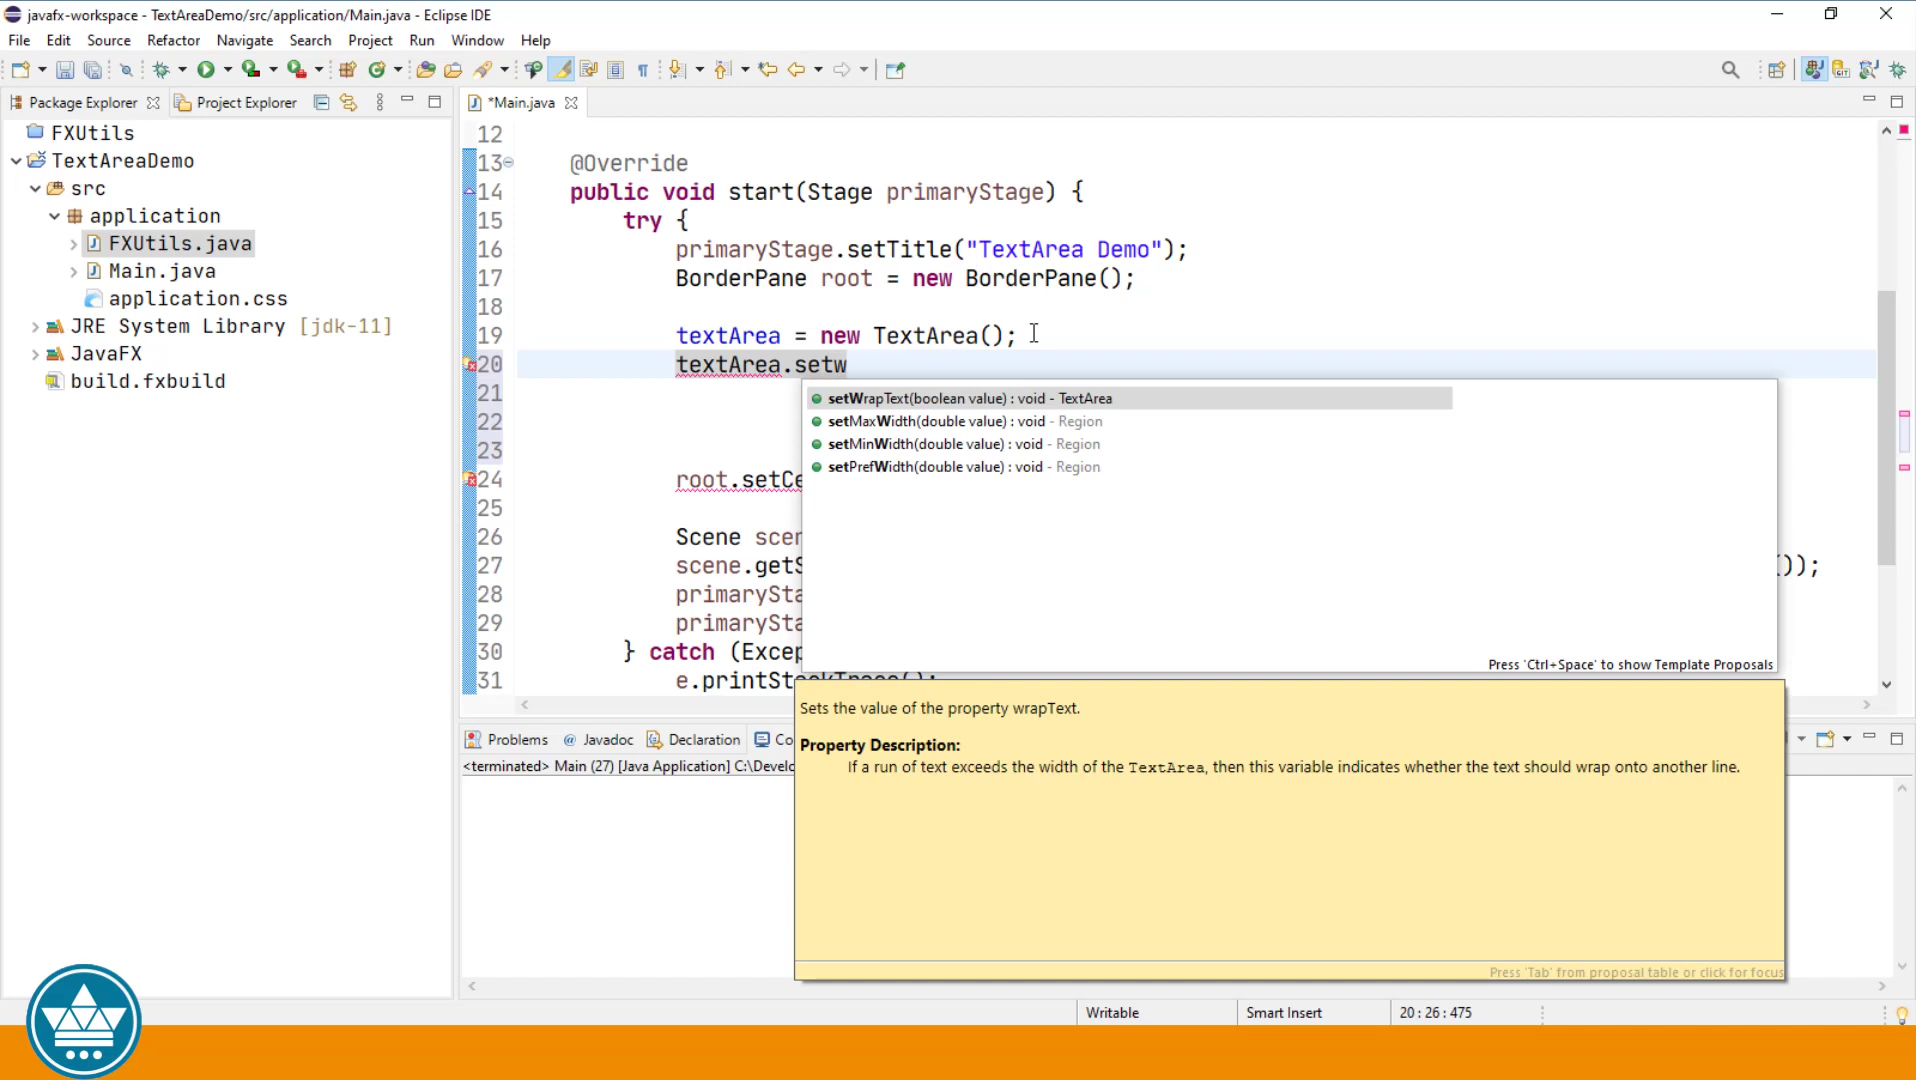 javafx-workspace - TextAreaDemo/src/application/Main.java - Eclipse IDE
File Edit Source Refactor Navigate Search Project Run Window Help
Package Explorer Project Explorer
*Main.java
FXUtils
TextAreaDemo
src
application
FXUtils.java
Main.java
application.css
JRE System Library [jdk-11]
JavaFX
build.fxbuild
12
13 @Override
14 public void start(Stage primaryStage) {
15 try {
16 primaryStage.setTitle("TextArea Demo");
17 BorderPane root = new BorderPane();
18
19 textArea = new TextArea();
20 textArea.setw
21
22
23
24 root.setCe
25
26 Scene scen
27 scene.getS ());
28 primarySta
29 primarySta
30 } catch (Excep
31 e.printStackTrace();
setWrapText(boolean value) : void - TextArea
setMaxWidth(double value) : void - Region
setMinWidth(double value) : void - Region
setPrefWidth(double value) : void - Region
Press 'Ctrl+Space' to show Template Proposals
Sets the value of the property wrapText.
Property Description:
If a run of text exceeds the width of the TextArea, then this variable indicates whether the text should wrap onto another line.
Press 'Tab' from proposal table or click for focus
Problems @ Javadoc Declaration Co
<terminated> Main (27) [Java Application] C:\Develo
Writable Smart Insert 20 : 26 : 475